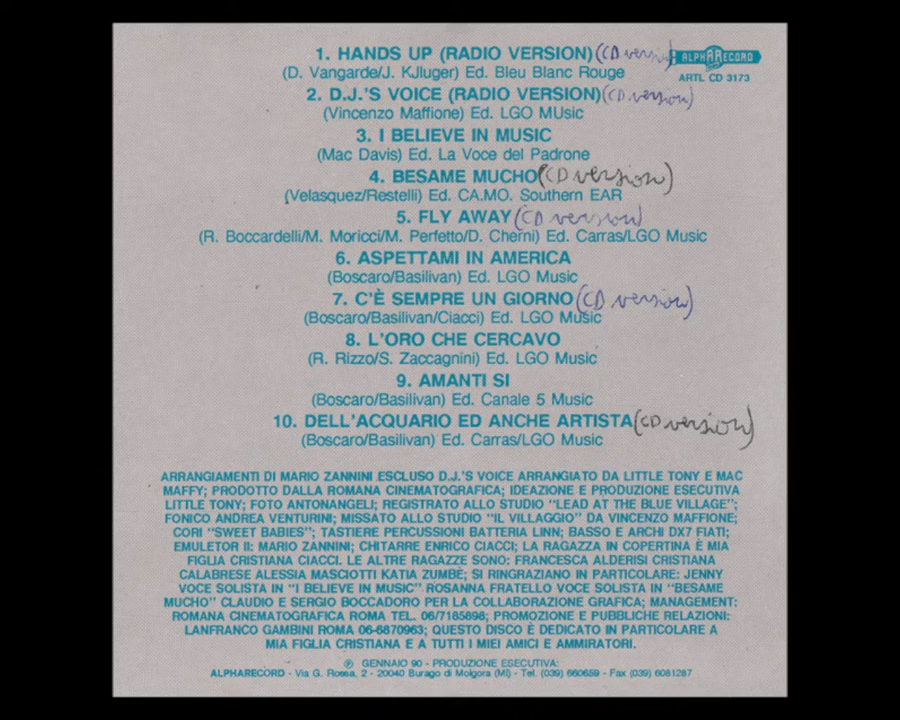 1. HANDS UP (RADIO VERSION) (CD version)
ALPHARECORD
(D. Vangarde/J. KJluger) Ed. Bleu Blanc Rouge
ARTL CD 3173
2. D.J.'S VOICE (RADIO VERSION) (CD version)
(Vincenzo Maffione) Ed. LGO MUsic
3. I BELIEVE IN MUSIC
(Mac Davis) Ed. La Voce del Padrone
4. BESAME MUCHO (CD version)
(Velasquez/Restelli) Ed. CA.MO. Southern EAR
5. FLY AWAY (CD version)
(R. Boccardelli/M. Moricci/M. Perfetto/D. Cherni) Ed. Carras/LGO Music
6. ASPETTAMI IN AMERICA
(Boscaro/Basilivan) Ed. LGO Music
7. C'È SEMPRE UN GIORNO (CD version)
(Boscaro/Basilivan/Ciacci) Ed. LGO Music
8. L'ORO CHE CERCAVO
(R. Rizzo/S. Zaccagnini) Ed. LGO Music
9. AMANTI SI
(Boscaro/Basilivan) Ed. Canale 5 Music
10. DELL'ACQUARIO ED ANCHE ARTISTA (CD version)
(Boscaro/Basilivan) Ed. Carras/LGO Music
ARRANGIAMENTI DI MARIO ZANNINI ESCLUSO D.J.'S VOICE ARRANGIATO DA LITTLE TONY E MAC
MAFFY; PRODOTTO DALLA ROMANA CINEMATOGRAFICA; IDEAZIONE E PRODUZIONE ESECUTIVA
LITTLE TONY; FOTO ANTONANGELI; REGISTRATO ALLO STUDIO "LEAD AT THE BLUE VILLAGE";
FONICO ANDREA VENTURINI; MISSATO ALLO STUDIO "IL VILLAGGIO" DA VINCENZO MAFFIONE;
CORI "SWEET BABIES"; TASTIERE PERCUSSIONI BATTERIA LINN; BASSO E ARCHI DX7 FIATI;
EMULETOR II: MARIO ZANNINI; CHITARRE ENRICO CIACCI; LA RAGAZZA IN COPERTINA È MIA
FIGLIA CRISTIANA CIACCI. LE ALTRE RAGAZZE SONO: FRANCESCA ALDERISI CRISTIANA
CALABRESE ALESSIA MASCIOTTI KATIA ZUMBÈ; SI RINGRAZIANO IN PARTICOLARE: JENNY
VOCE SOLISTA IN "I BELIEVE IN MUSIC" ROSANNA FRATELLO VOCE SOLISTA IN "BESAME
MUCHO" CLAUDIO E SERGIO BOCCADORO PER LA COLLABORAZIONE GRAFICA; MANAGEMENT:
ROMANA CINEMATOGRAFICA ROMA TEL. 06/7185898; PROMOZIONE E PUBBLICHE RELAZIONI:
LANFRANCO GAMBINI ROMA 06-6870963; QUESTO DISCO È DEDICATO IN PARTICOLARE A
MIA FIGLIA CRISTIANA E A TUTTI I MIEI AMICI E AMMIRATORI.
Ⓟ GENNAIO 90 - PRODUZIONE ESECUTIVA:
ALPHARECORD - Via G. Rossa, 2 - 20040 Burago di Molgora (Mi) - Tel. (039) 660659 - Fax (039) 6081287